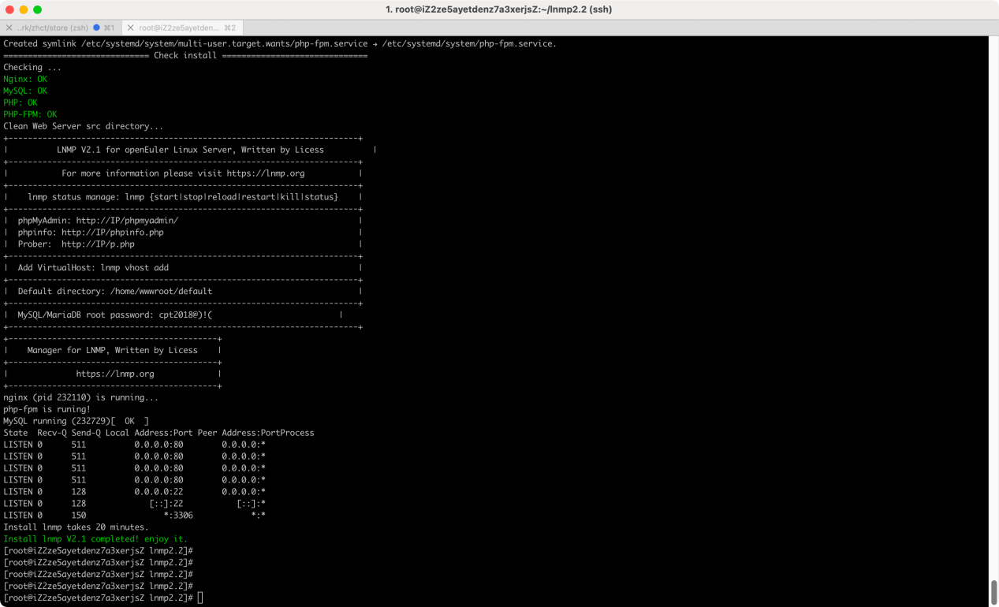 1. root@iZ2ze5ayetdenz7a3xerjsZ:~/lnmp2.2 (ssh)
..rk/zhct/store (zsh) ⌘1 root@iZ2ze5ayetden... ⌘2
Created symlink /etc/systemd/system/multi-user.target.wants/php-fpm.service → /etc/systemd/system/php-fpm.service.
============================== Check install ==============================
Checking ...
Nginx: OK
MySQL: OK
PHP: OK
PHP-FPM: OK
Clean Web Server src directory...
+------------------------------------------------------------------------+
|          LNMP V2.1 for openEuler Linux Server, Written by Licess          |
+------------------------------------------------------------------------+
|           For more information please visit https://lnmp.org           |
+------------------------------------------------------------------------+
|    lnmp status manage: lnmp {start|stop|reload|restart|kill|status}    |
+------------------------------------------------------------------------+
|  phpMyAdmin: http://IP/phpmyadmin/                                     |
|  phpinfo: http://IP/phpinfo.php                                        |
|  Prober:  http://IP/p.php                                              |
+------------------------------------------------------------------------+
|  Add VirtualHost: lnmp vhost add                                       |
+------------------------------------------------------------------------+
|  Default directory: /home/wwwroot/default                              |
+------------------------------------------------------------------------+
|  MySQL/MariaDB root password: cpt2018@)!(                          |
+------------------------------------------------------------------------+
+-------------------------------------------+
|    Manager for LNMP, Written by Licess    |
+-------------------------------------------+
|              https://lnmp.org             |
+-------------------------------------------+
nginx (pid 232110) is running...
php-fpm is runing!
MySQL running (232729)[  OK  ]
State  Recv-Q Send-Q Local Address:Port Peer Address:PortProcess
LISTEN 0      511          0.0.0.0:80        0.0.0.0:*
LISTEN 0      511          0.0.0.0:80        0.0.0.0:*
LISTEN 0      511          0.0.0.0:80        0.0.0.0:*
LISTEN 0      511          0.0.0.0:80        0.0.0.0:*
LISTEN 0      128          0.0.0.0:22        0.0.0.0:*
LISTEN 0      128             [::]:22           [::]:*
LISTEN 0      150                *:3306            *:*
Install lnmp takes 20 minutes.
Install lnmp V2.1 completed! enjoy it.
[root@iZ2ze5ayetdenz7a3xerjsZ lnmp2.2]#
[root@iZ2ze5ayetdenz7a3xerjsZ lnmp2.2]#
[root@iZ2ze5ayetdenz7a3xerjsZ lnmp2.2]#
[root@iZ2ze5ayetdenz7a3xerjsZ lnmp2.2]#
[root@iZ2ze5ayetdenz7a3xerjsZ lnmp2.2]#